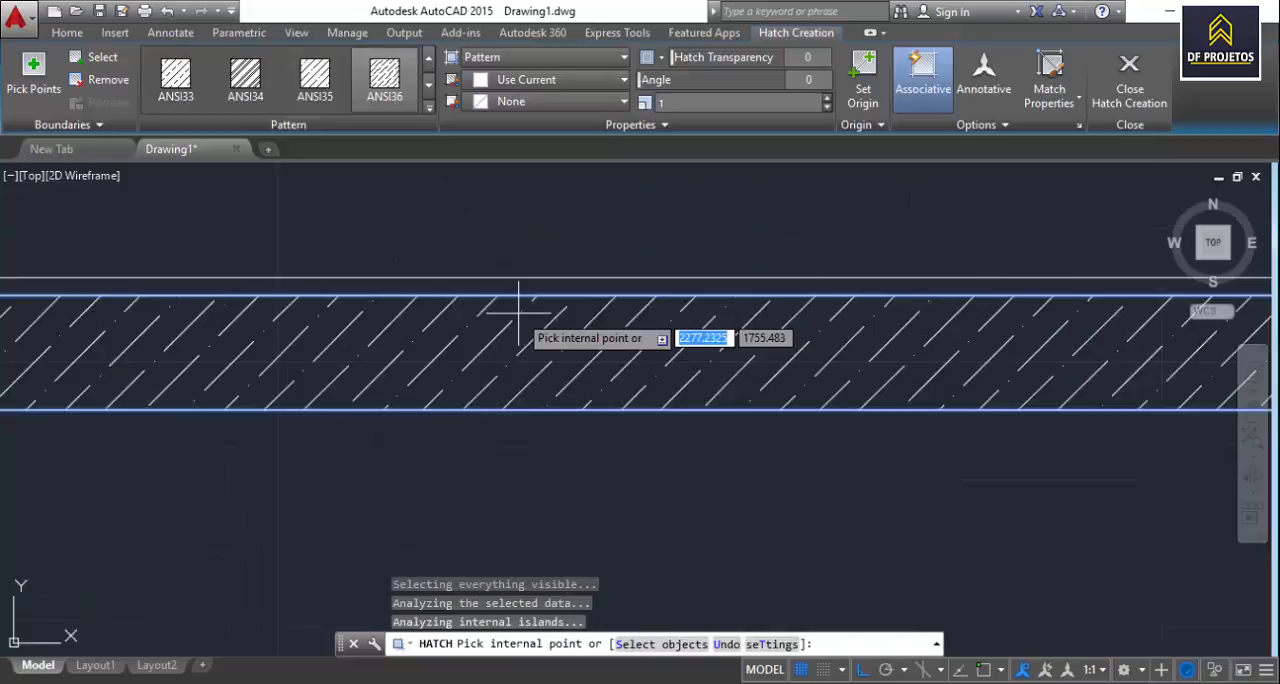 Autodesk AutoCAD 2015 Drawing1.dwg
Type a keyword or phrase
Sign In
Home Insert Annotate Parametric View Manage Output Add-ins Autodesk 360 Express Tools Featured Apps Hatch Creation
DF PROJETOS
Pick Points
Select
Remove
Recreate
Boundaries
ANSI33
ANSI34
ANSI35
ANSI36
Pattern
Pattern
Use Current
None
Hatch Transparency 0
Angle 0
1
Properties
Set
Origin
Origin
Associative
Annotative
Match
Properties
Options
Close
Hatch Creation
Close
New Tab
Drawing1*
[−][Top][2D Wireframe]
N
W TOP E
S
WCS
Pick internal point or 2277.2325 1755.483
Y
X
Selecting everything visible...
Analyzing the selected data...
Analyzing internal islands...
HATCH Pick internal point or [Select objects Undo seTtings]:
Model Layout1 Layout2
MODEL
1:1